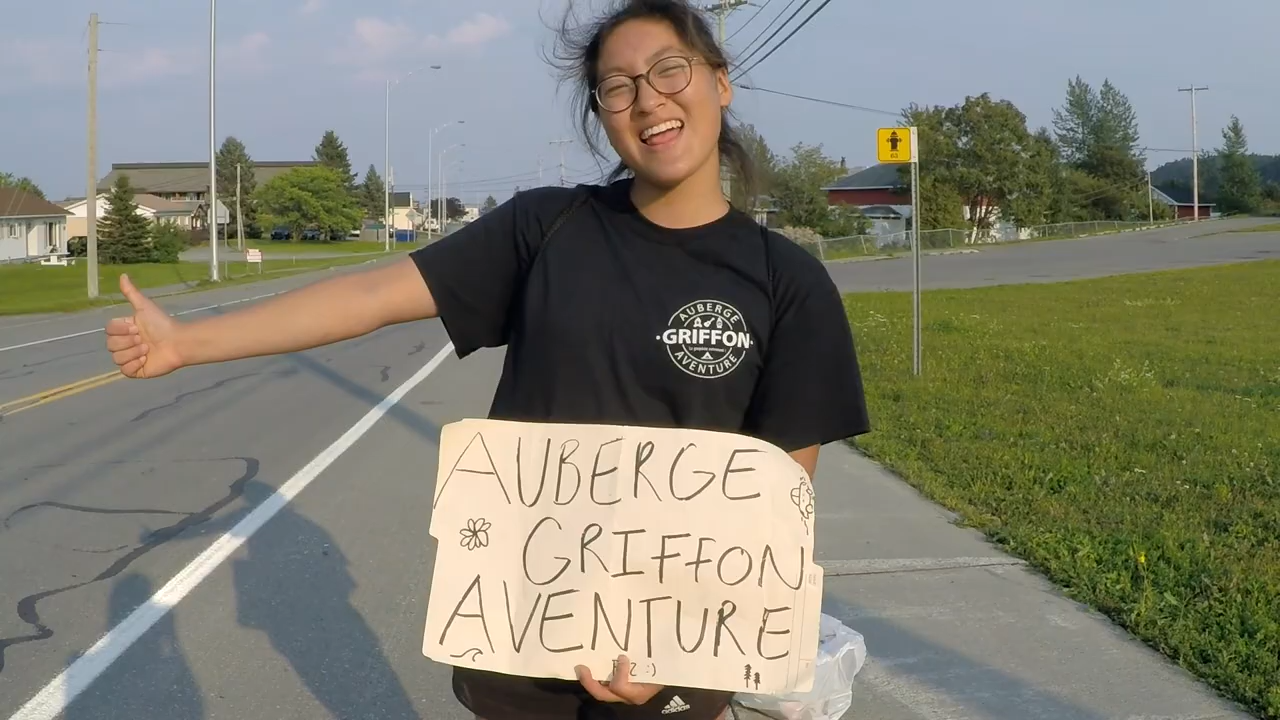 AUBERGE
GRIFFON
AVENTURE
AUBERGE
GRIFFON
AVENTURE
:)
adidas